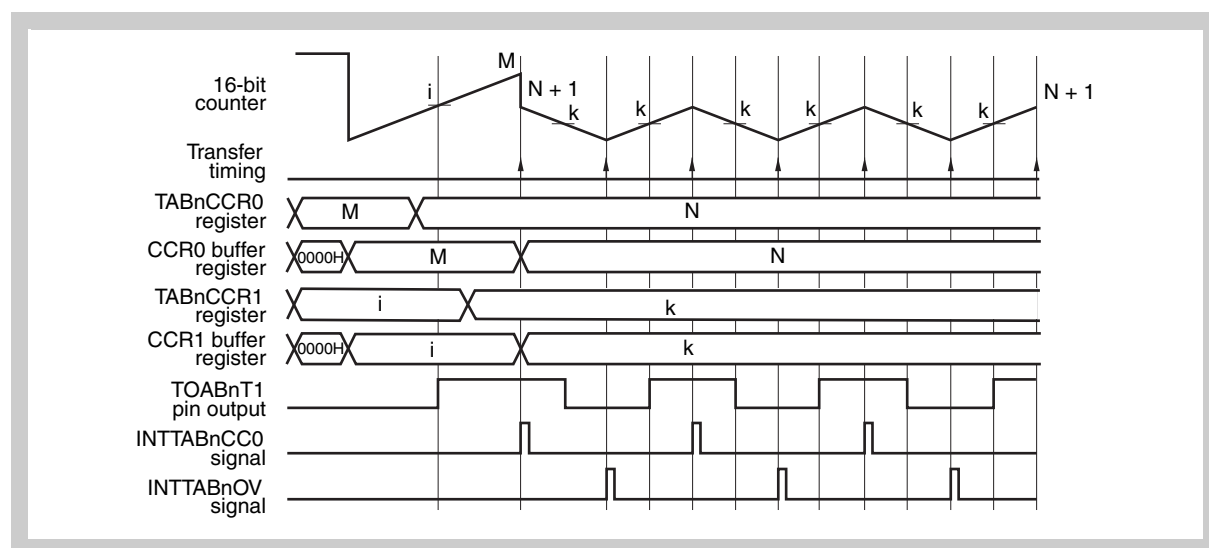 M
i
N + 1
k
k
k
k
k
k
N + 1
16-bit
counter
Transfer
timing
TABnCCR0
register
M
N
CCR0 buffer
register
0000H
M
N
TABnCCR1
register
i
k
CCR1 buffer
register
0000H
i
k
TOABnT1
pin output
INTTABnCC0
signal
INTTABnOV
signal